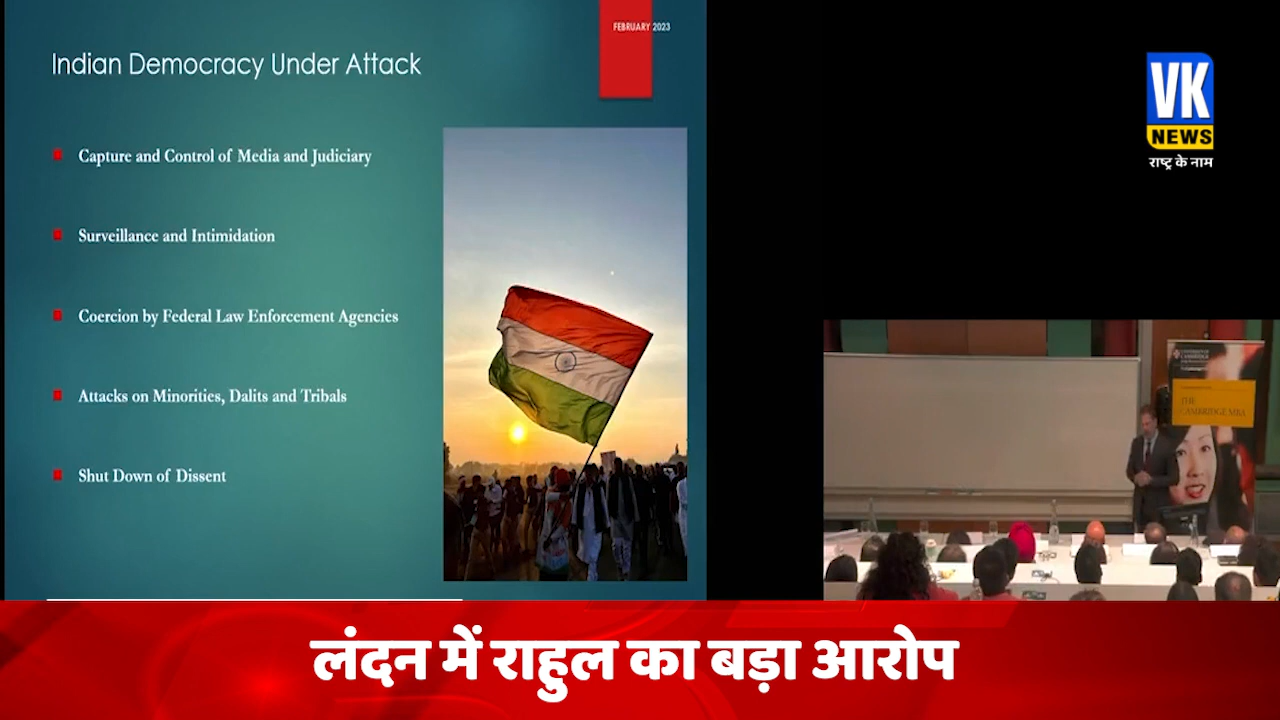 FEBRUARY 2023
Indian Democracy Under Attack
Capture and Control of Media and Judiciary
Surveillance and Intimidation
Coercion by Federal Law Enforcement Agencies
Attacks on Minorities, Dalits and Tribals
Shut Down of Dissent
VK
NEWS
राष्ट्र के नाम
THE
CAMBRIDGE MBA
लंदन में राहुल का बड़ा आरोप